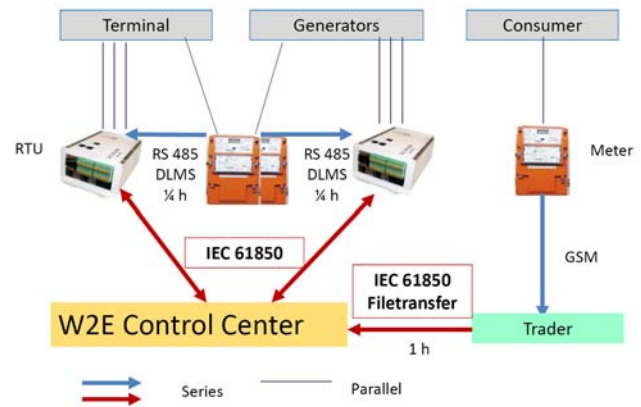 Terminal
Generators
Consumer
RTU
RS 485
DLMS
¼ h
RS 485
DLMS
¼ h
Meter
IEC 61850
GSM
IEC 61850
Filetransfer
W2E Control Center
Trader
1 h
Series
Parallel